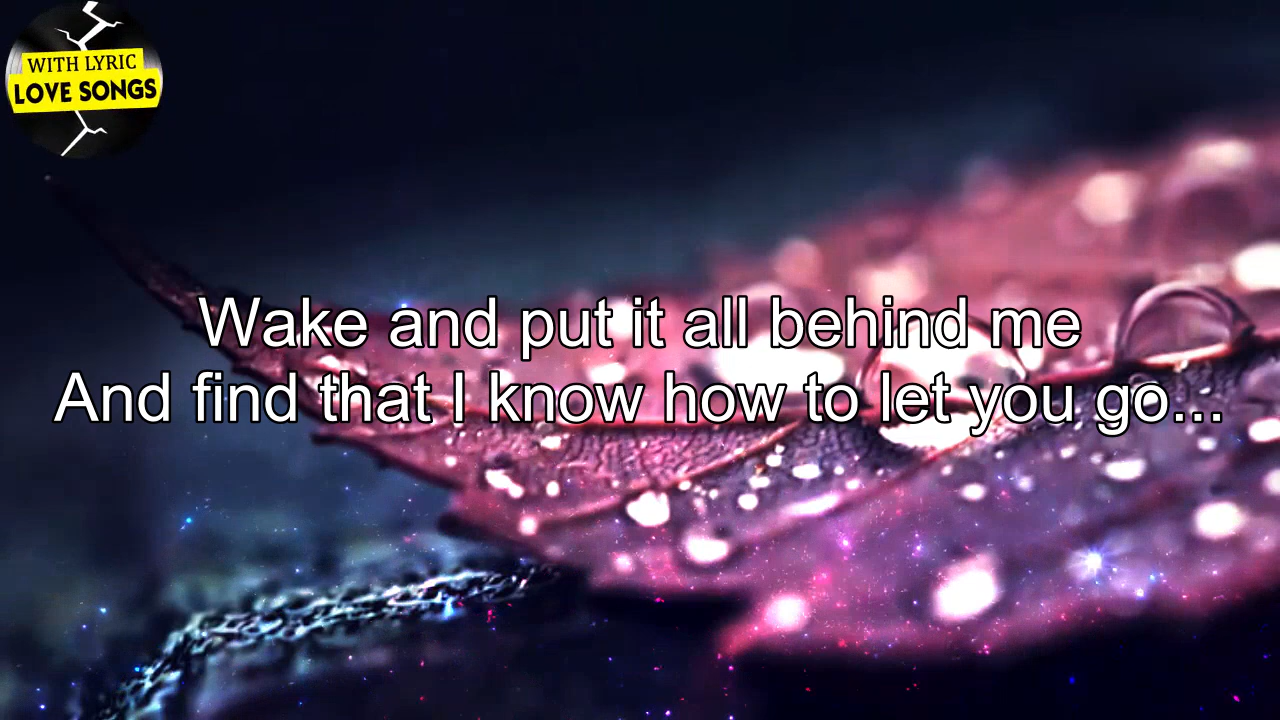 WITH LYRIC
LOVE SONGS
Wake and put it all behind me
And find that I know how to let you go...